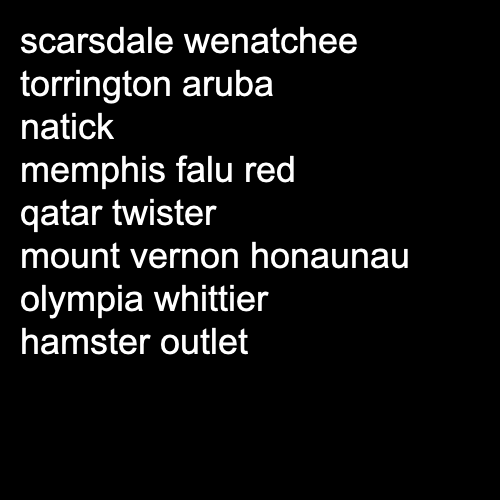 scarsdale wenatchee
torrington aruba
natick
memphis falu red
qatar twister
mount vernon honaunau
olympia whittier
hamster outlet